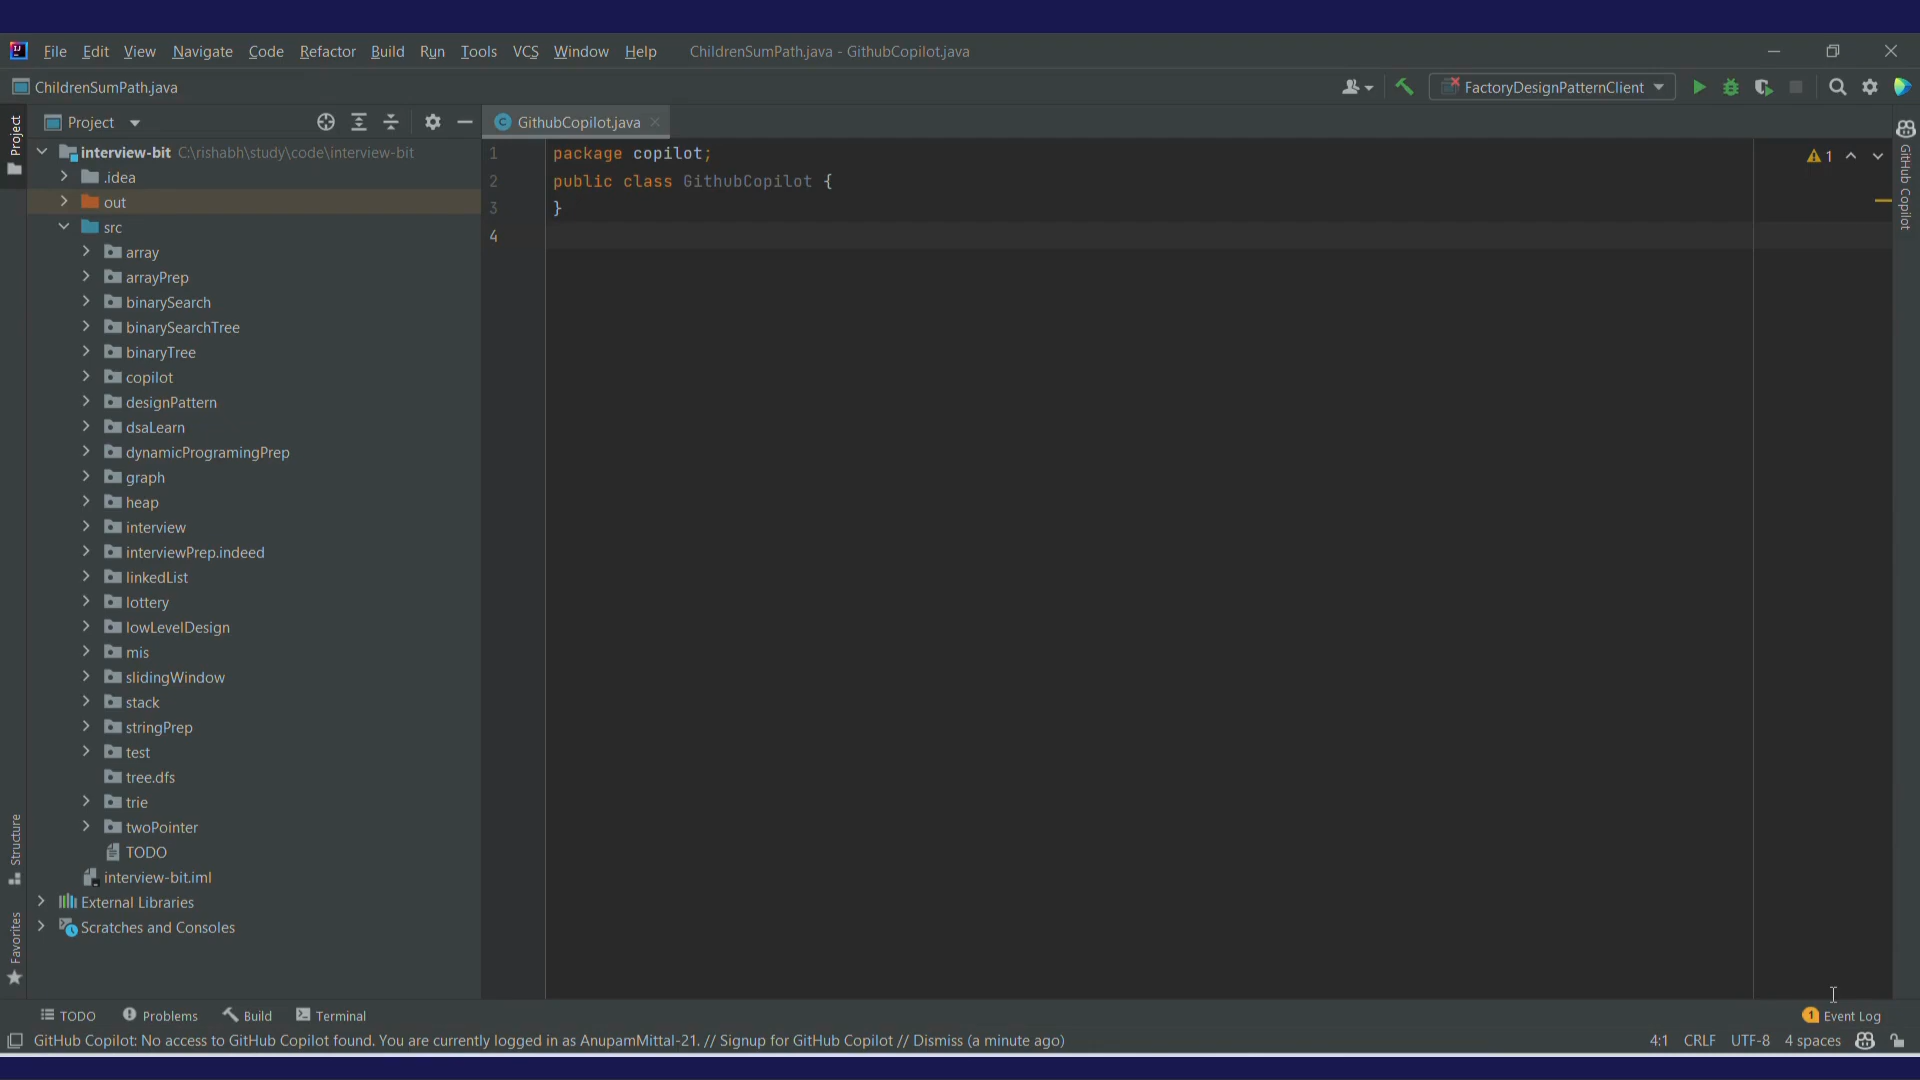 File Edit View Navigate Code Refactor Build Run Tools VCS Window Help ChildrenSumPath.java - GithubCopilot.java
ChildrenSumPath.java FactoryDesignPatternClient
Project GithubCopilot.java
Project
interview-bit C:\rishabh\study\code\interview-bit
.idea
out
src
array
arrayPrep
binarySearch
binarySearchTree
binaryTree
copilot
designPattern
dsaLearn
dynamicProgramingPrep
graph
heap
interview
interviewPrep.indeed
linkedList
lottery
lowLevelDesign
mis
slidingWindow
stack
stringPrep
test
tree.dfs
trie
twoPointer
TODO
interview-bit.iml
External Libraries
Scratches and Consoles
Structure
Favorites
1 package copilot;
2 public class GithubCopilot {
3 }
4
1
GitHub Copilot
TODO Problems Build Terminal 1 Event Log
GitHub Copilot: No access to GitHub Copilot found. You are currently logged in as AnupamMittal-21. // Signup for GitHub Copilot // Dismiss (a minute ago) 4:1 CRLF UTF-8 4 spaces